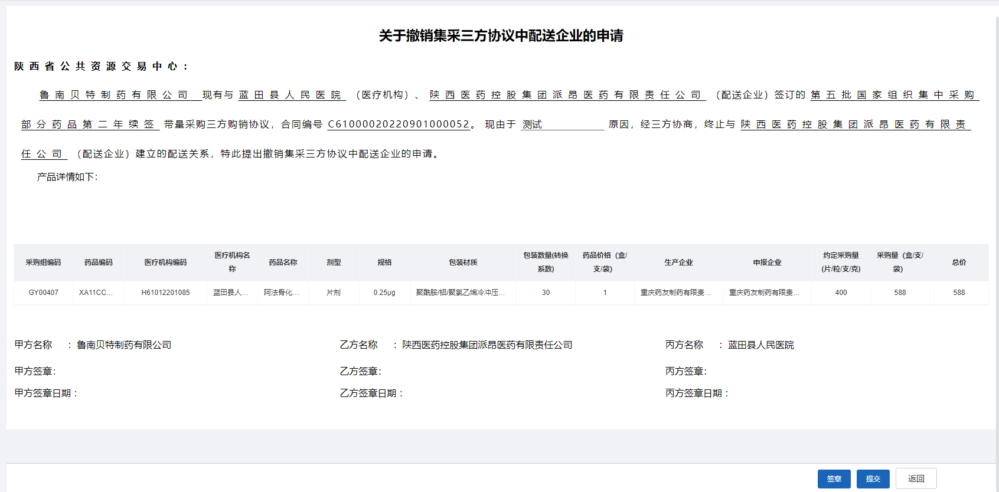 关于撤销集采三方协议中配送企业的申请
陕西省公共资源交易中心：
鲁南贝特制药有限公司 现有与 蓝田县人民医院 （医疗机构）、 陕西医药控股集团派昂医药有限责任公司 （配送企业）签订的 第五批国家组织集中采购
部分药品第二年续签 带量采购三方购销协议，合同编号 C610000202209010000​52。 现由于 测试 原因，经三方协商，终止与 陕西医药控股集团派昂医药有限责
任公司 （配送企业）建立的配送关系，特此提出撤销集采三方协议中配送企业的申请。
产品详情如下：
采购组编码 药品编码 医疗机构编码 医疗机构名称 药品名称 剂型 规格 包装材质 包装数量(转换系数) 药品价格（盒/支/袋） 生产企业 申报企业 约定采购量(片/粒/支/克) 采购量（盒/支/袋） 总价
GY00407 XA11CC... H61012201085 蓝田县人... 阿法骨化... 片剂 0.25μg 聚酰胺/铝/聚氯乙烯冷冲压... 30 1 重庆药友制药有限责... 重庆药友制药有限责... 400 588 588
甲方名称 ：鲁南贝特制药有限公司 乙方名称 ：陕西医药控股集团派昂医药有限责任公司 丙方名称 ：蓝田县人民医院
甲方签章： 乙方签章： 丙方签章：
甲方签章日期： 乙方签章日期： 丙方签章日期：
签章 提交 返回